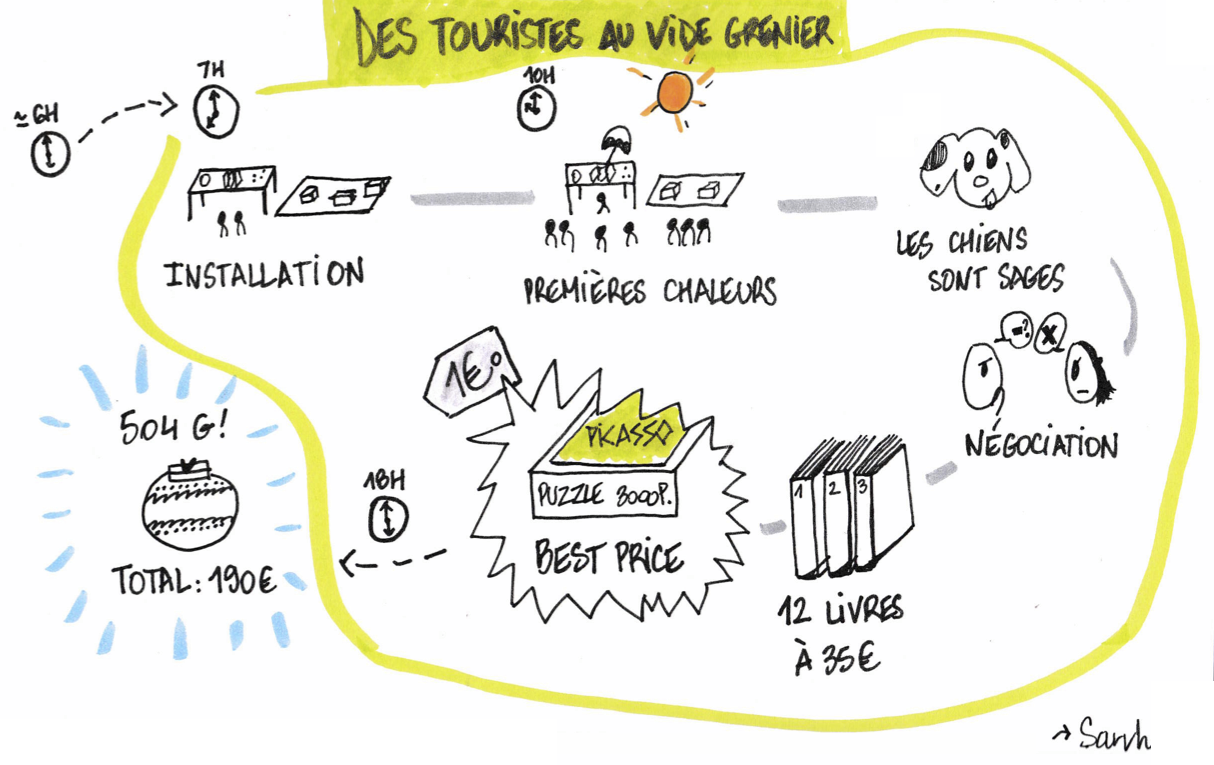 DES TOURISTES AU VIDE GRENIER
≃ 6H
7H
10H
INSTALLATION
PREMIÈRES CHALEURS
LES CHIENS
SONT SAGES
=?
X
NÉGOCIATION
1 2 3
12 LIVRES
À 35€
1€
PICASSO
PUZZLE 3000P.
BEST PRICE
18H
504 G!
TOTAL: 190€
→ Sarah